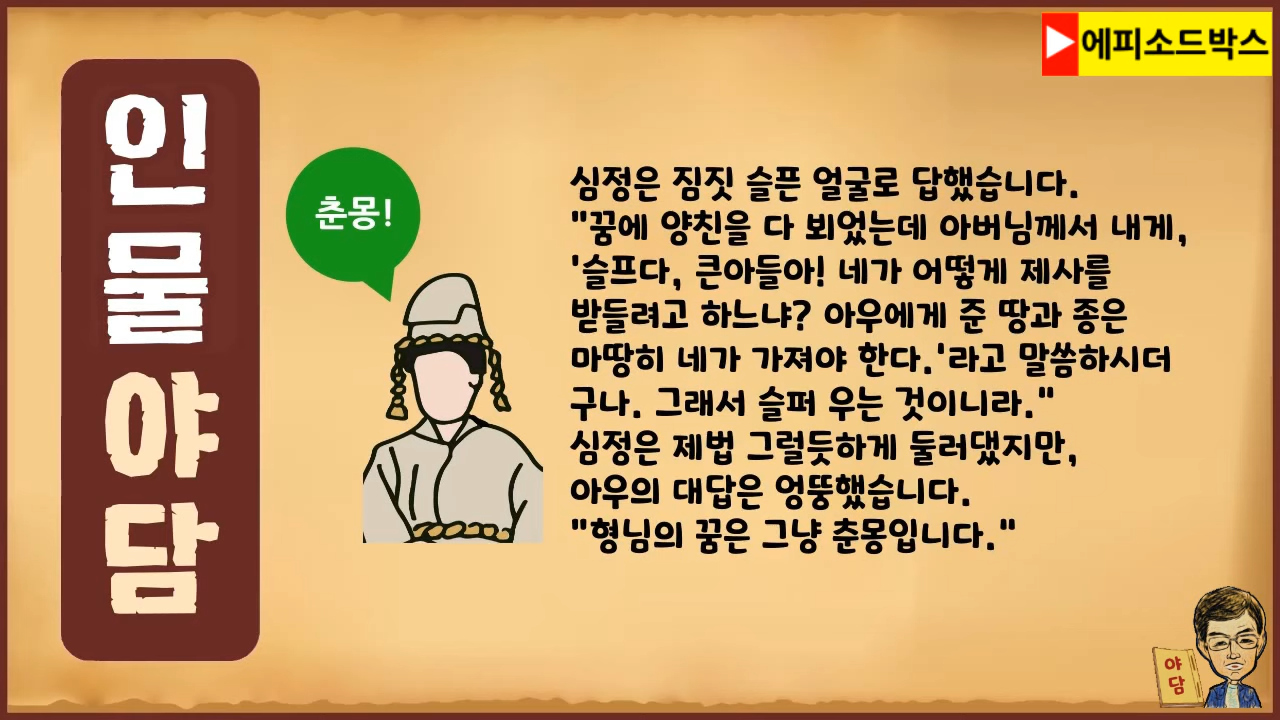 에피소드박스
인물야담
춘몽!
심정은 짐짓 슬픈 얼굴로 답했습니다.
"꿈에 양친을 다 뵈었는데 아버님께서 내게,
'슬프다, 큰아들아! 네가 어떻게 제사를
받들려고 하느냐? 아우에게 준 땅과 종은
마땅히 네가 가져야 한다.'라고 말씀하시더
구나. 그래서 슬퍼 우는 것이니라."
심정은 제법 그럴듯하게 둘러댔지만,
아우의 대답은 엉뚱했습니다.
"형님의 꿈은 그냥 춘몽입니다."
야담